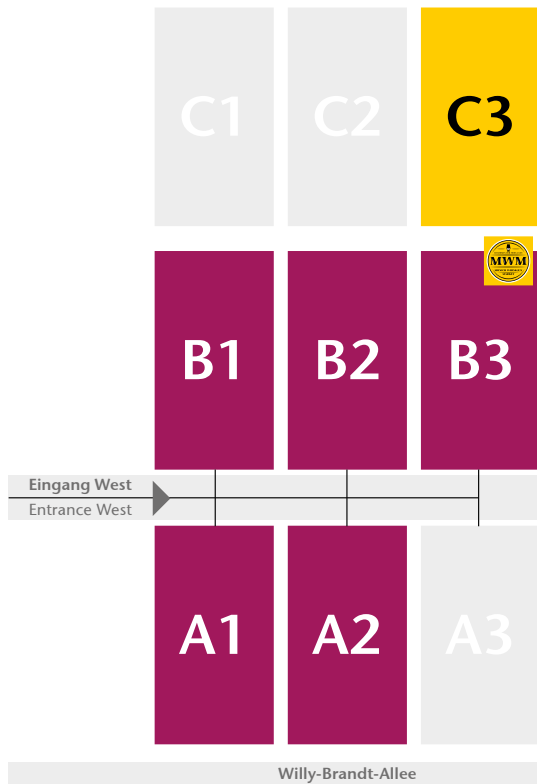 C1 C2 C3
MWM
B1 B2 B3
Eingang West
Entrance West
A1 A2 A3
Willy-Brandt-Allee